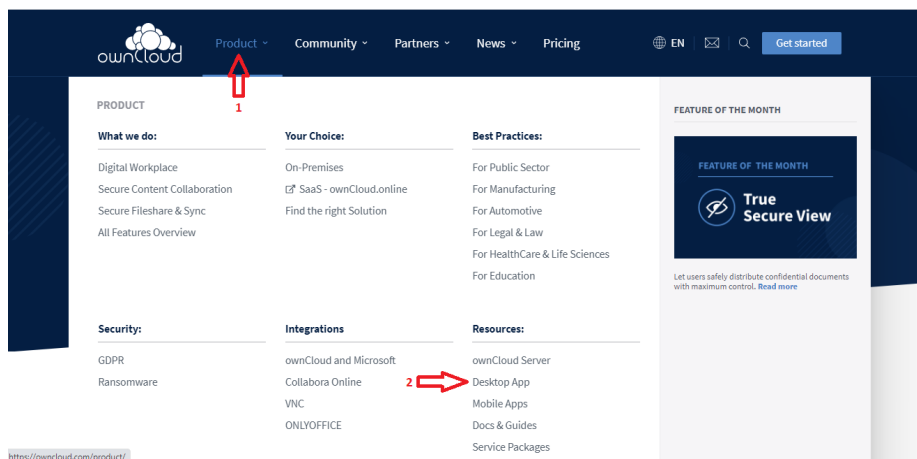 ownCloud
Product
Community
Partners
News
Pricing
EN
Get started
1
PRODUCT
What we do:
Digital Workplace
Secure Content Collaboration
Secure Fileshare & Sync
All Features Overview
Your Choice:
On-Premises
SaaS - ownCloud.online
Find the right Solution
Best Practices:
For Public Sector
For Manufacturing
For Automotive
For Legal & Law
For HealthCare & Life Sciences
For Education
Security:
GDPR
Ransomware
Integrations
ownCloud and Microsoft
Collabora Online
VNC
ONLYOFFICE
Resources:
ownCloud Server
2
Desktop App
Mobile Apps
Docs & Guides
Service Packages
FEATURE OF THE MONTH
FEATURE OF THE MONTH
True
Secure View
Let users safely distribute confidential documents
with maximum control. Read more
https://owncloud.com/product/